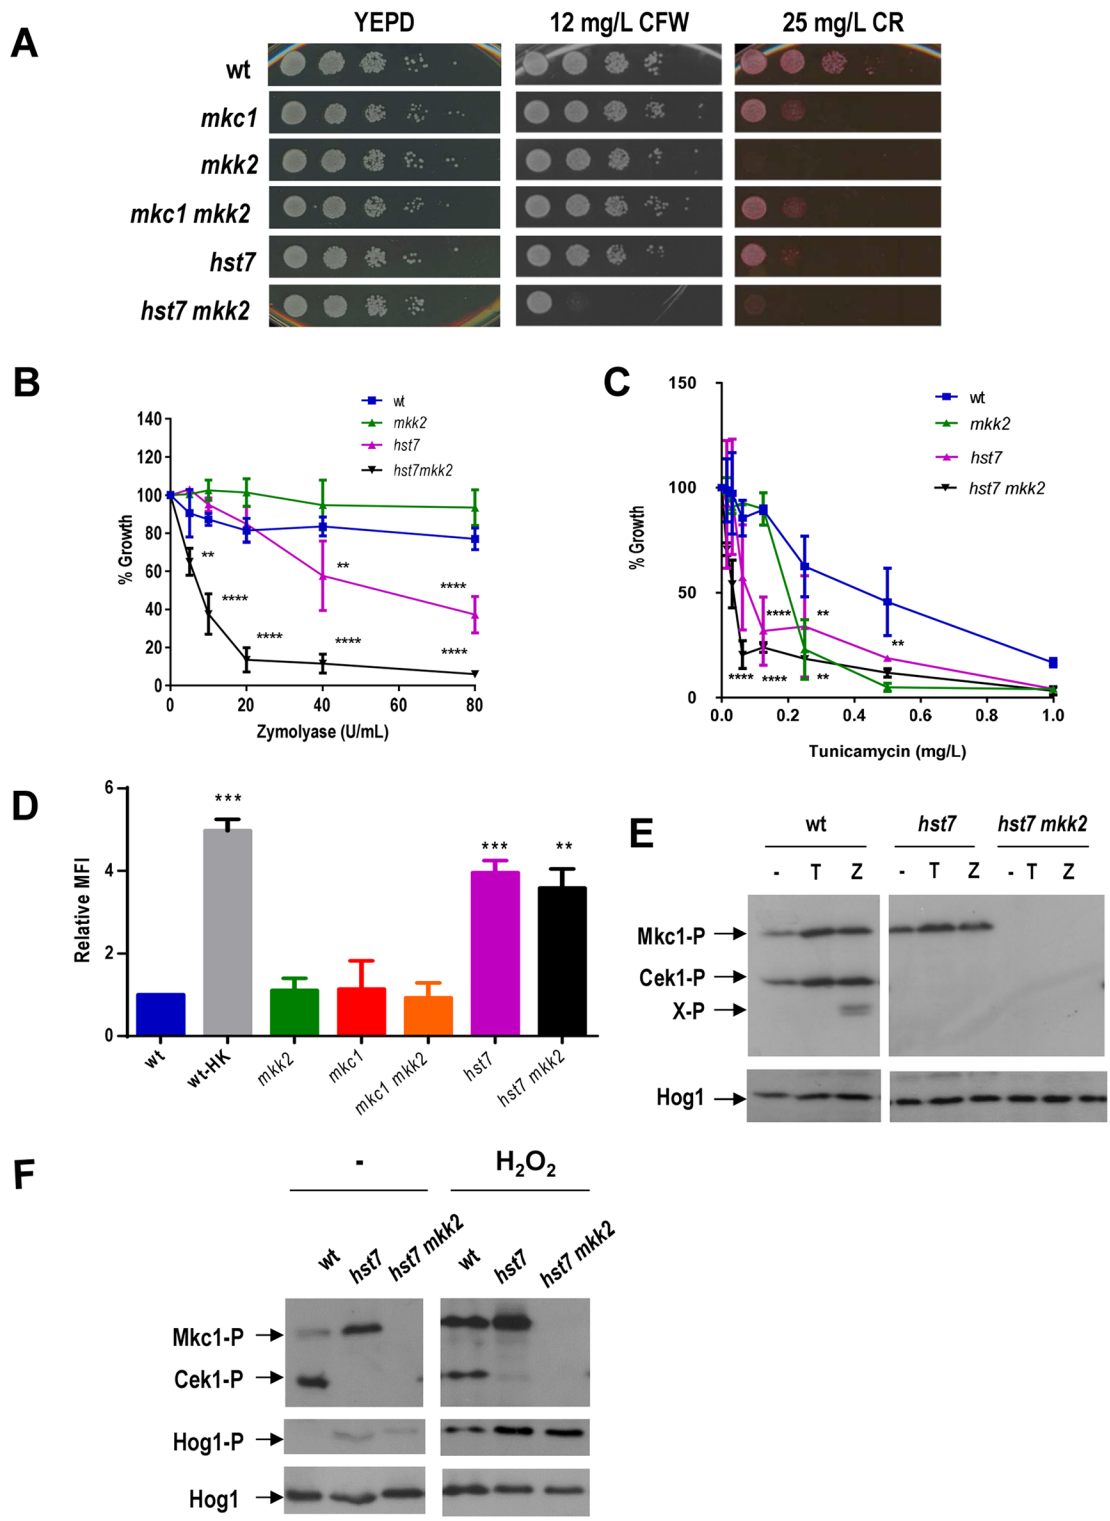 A
YEPD 12 mg/L CFW 25 mg/L CR
wt
mkc1
mkk2
mkc1 mkk2
hst7
hst7 mkk2
B
wt
mkk2
hst7
hst7mkk2
140
120
100
80
60
40
20
0
% Growth
** **** **** ** **** **** ****
0 20 40 60 80
Zymolyase (U/mL)
C
wt
mkk2
hst7
hst7 mkk2
150
100
50
0
% Growth
**** ** **
**** **** **
0.0 0.2 0.4 0.6 0.8 1.0
Tunicamycin (mg/L)
D
6
4
2
0
Relative MFI
*** *** **
wt wt-HK mkk2 mkc1 mkc1 mkk2 hst7 hst7 mkk2
E
wt hst7 hst7 mkk2
- T Z - T Z - T Z
Mkc1-P
Cek1-P
X-P
Hog1
F
- H2O2
wt hst7 hst7 mkk2 wt hst7 hst7 mkk2
Mkc1-P
Cek1-P
Hog1-P
Hog1